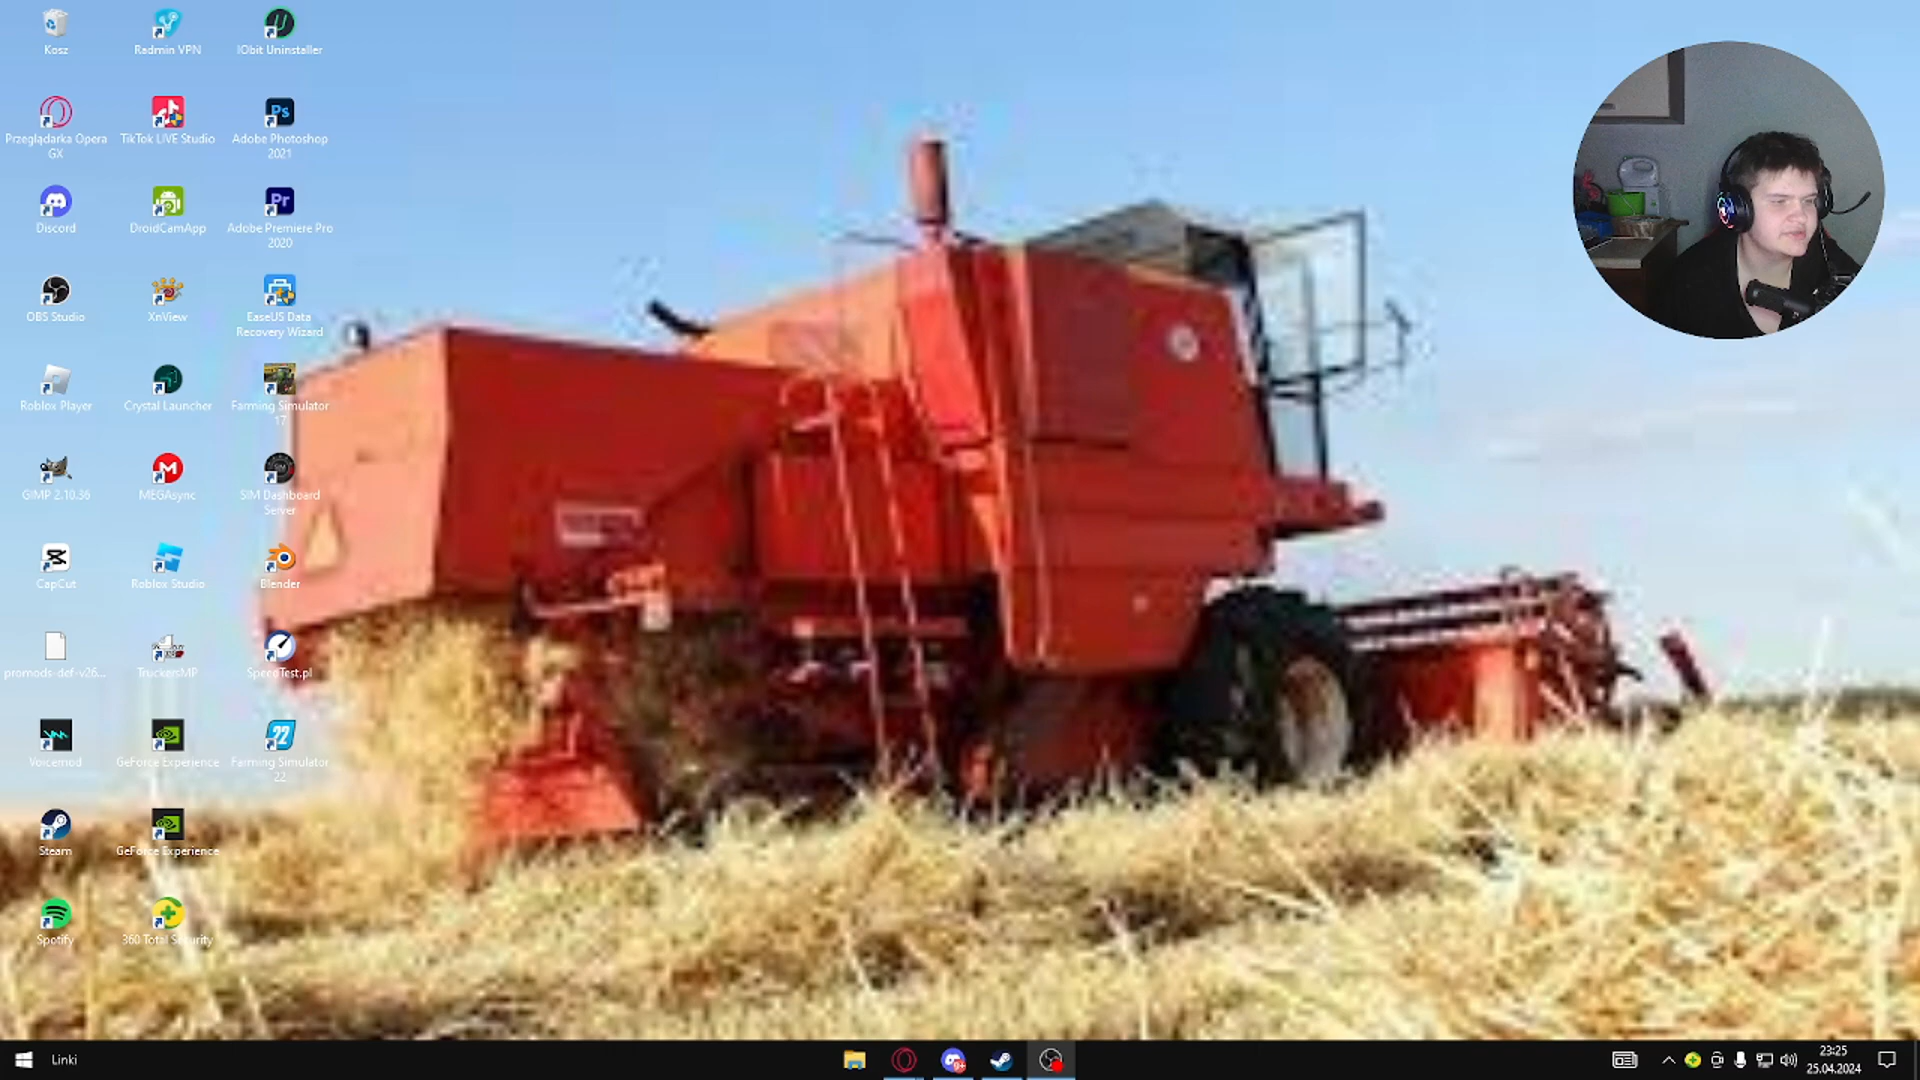 Kosz
Radmin VPN
IObit Uninstaller
Przeglądarka Opera
GX
TikTok LIVE Studio
Adobe Photoshop
2021
Discord
DroidCamApp
Adobe Premiere Pro
2020
OBS Studio
XnView
EaseUS Data
Recovery Wizard
Roblox Player
Crystal Launcher
Farming Simulator
17
GIMP 2.10.36
MEGAsync
SIM Dashboard
Server
CapCut
Roblox Studio
Blender
promods-def-v26...
TruckersMP
SpeedTest.pl
Voicemod
GeForce Experience
Farming Simulator
22
Steam
GeForce Experience
Spotify
360 Total Security
Linki
23:25
25.04.2024